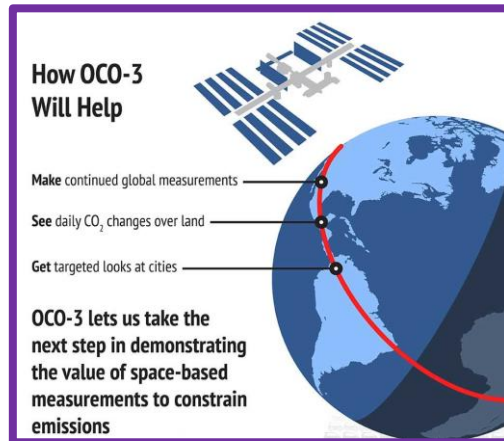 How OCO-3
Will Help
Make continued global measurements
See daily CO₂ changes over land
Get targeted looks at cities
OCO-3 lets us take the
next step in demonstrating
the value of space-based
measurements to constrain
emissions